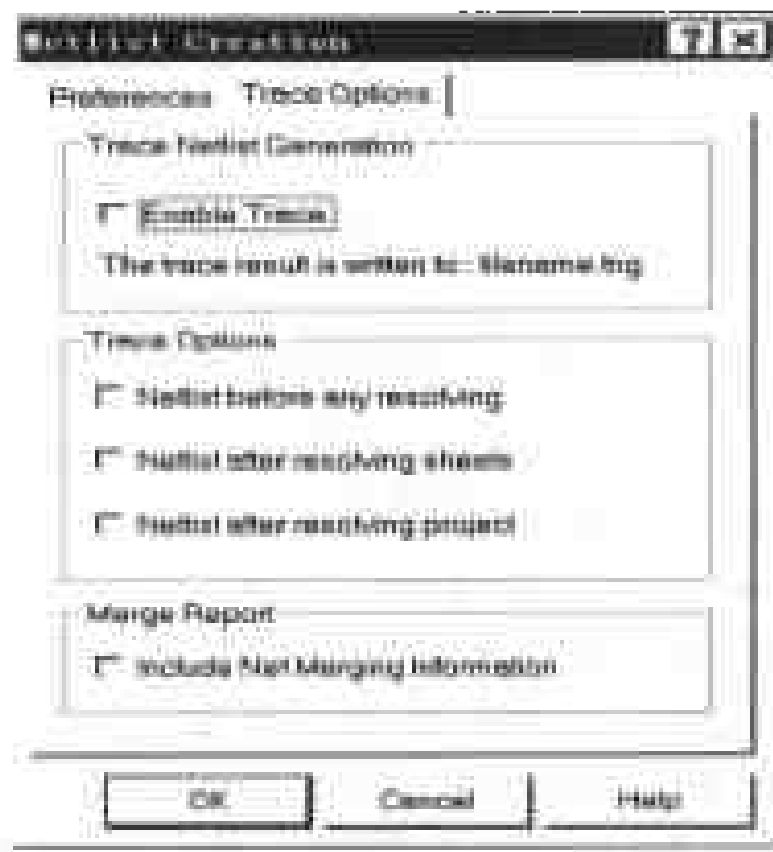 Netlist Creation
Preferences Trace Options
Trace Netlist Generation
Enable Trace
The trace result is written to: filename.tng
Trace Options
Netlist before any resolving
Netlist after resolving sheets
Netlist after resolving project
Merge Report
Include Net Merging Information
OK Cancel Help